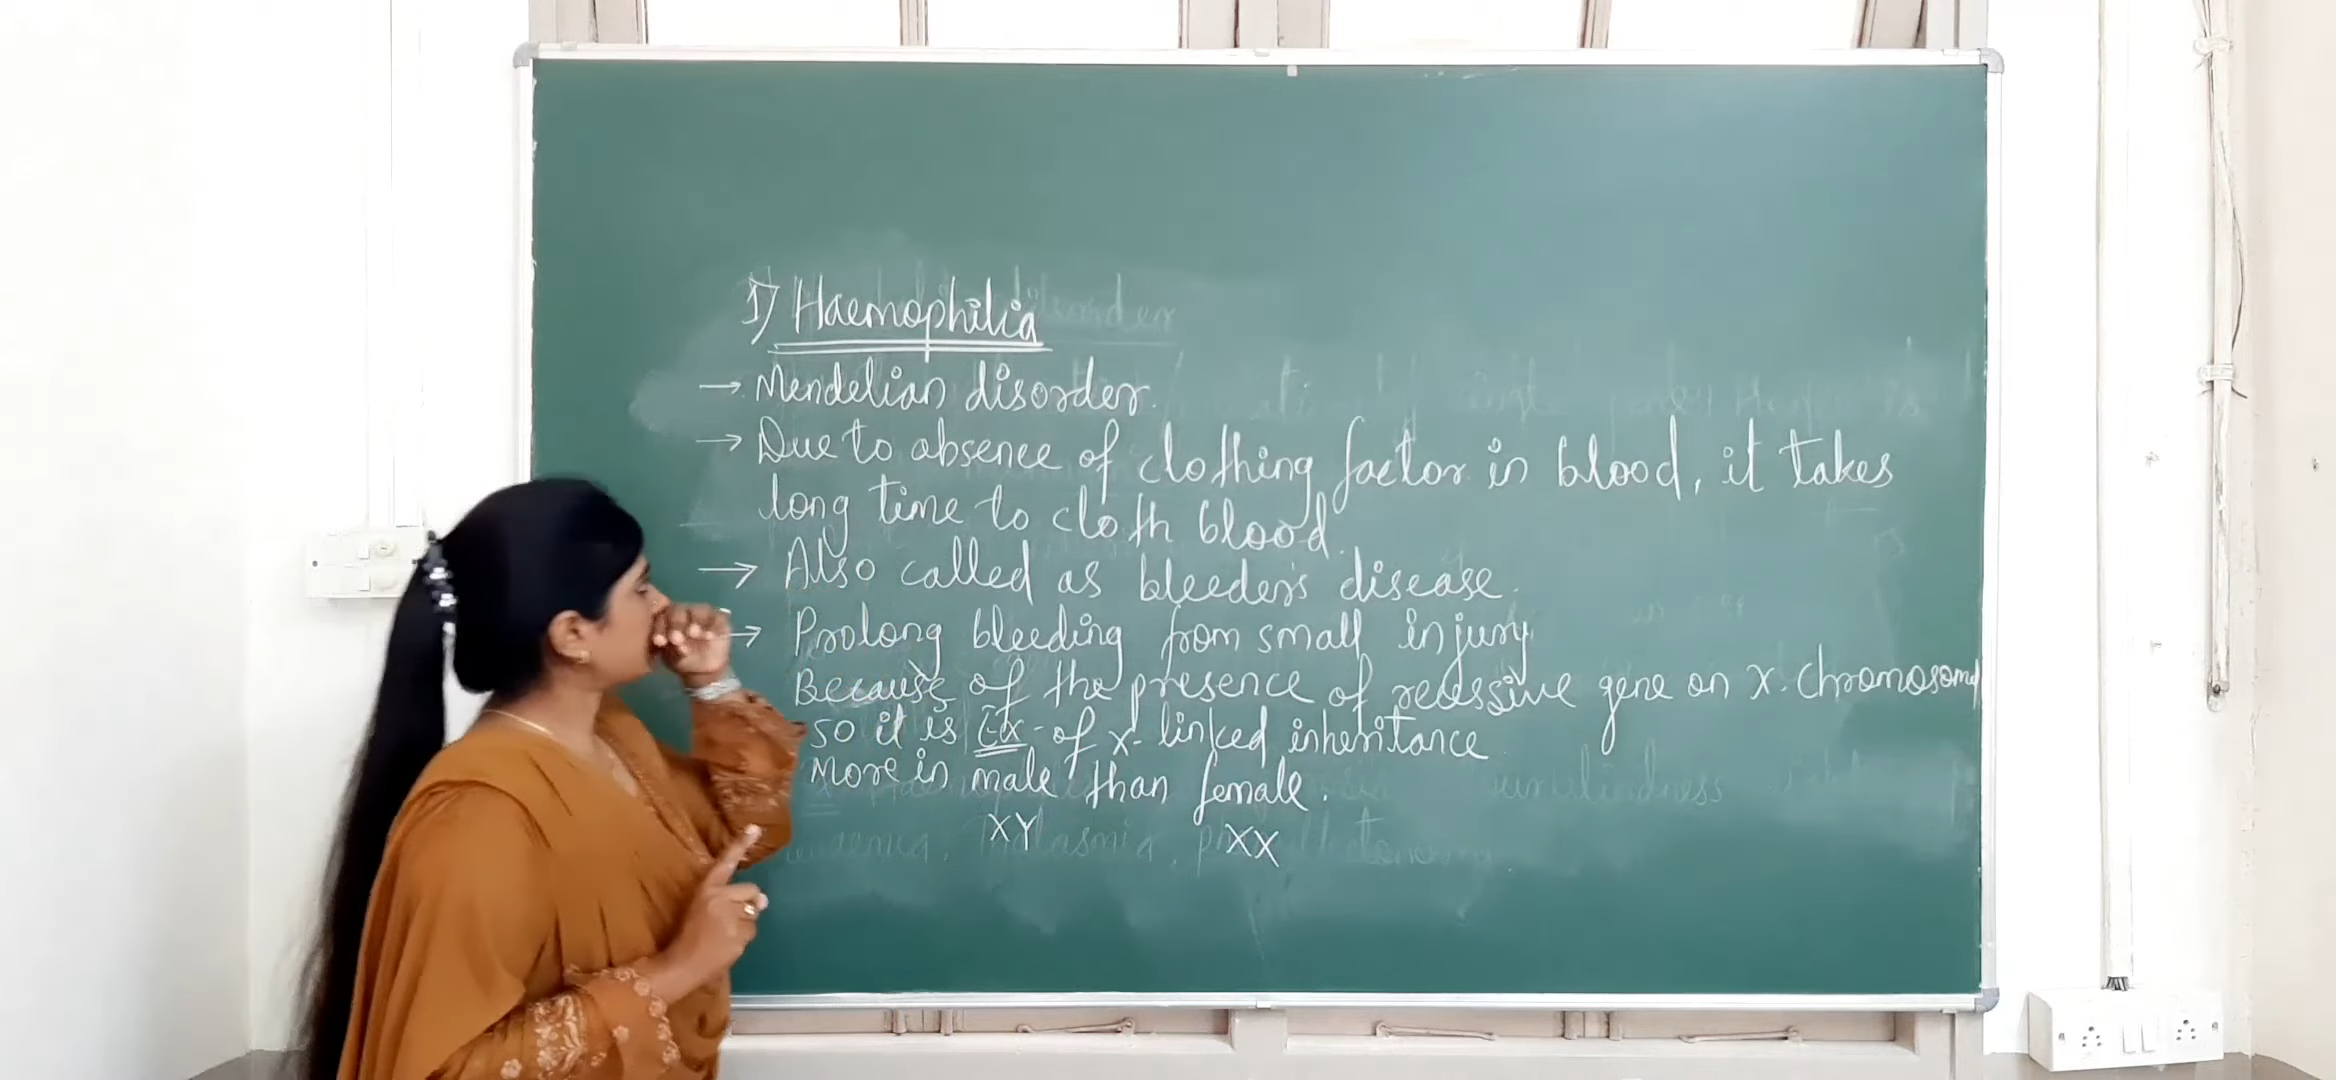 1) Haemophilia
→ Mendelian disorder.
→ Due to absence of clothing factor in blood, it takes
long time to cloth blood.
→ Also called as bleeder's disease.
→ Prolong bleeding from small injury
Because of the presence of recessive gene on x. chromosome
so it is Ex- of x- linked inheritance
More in male than female.
XY XX